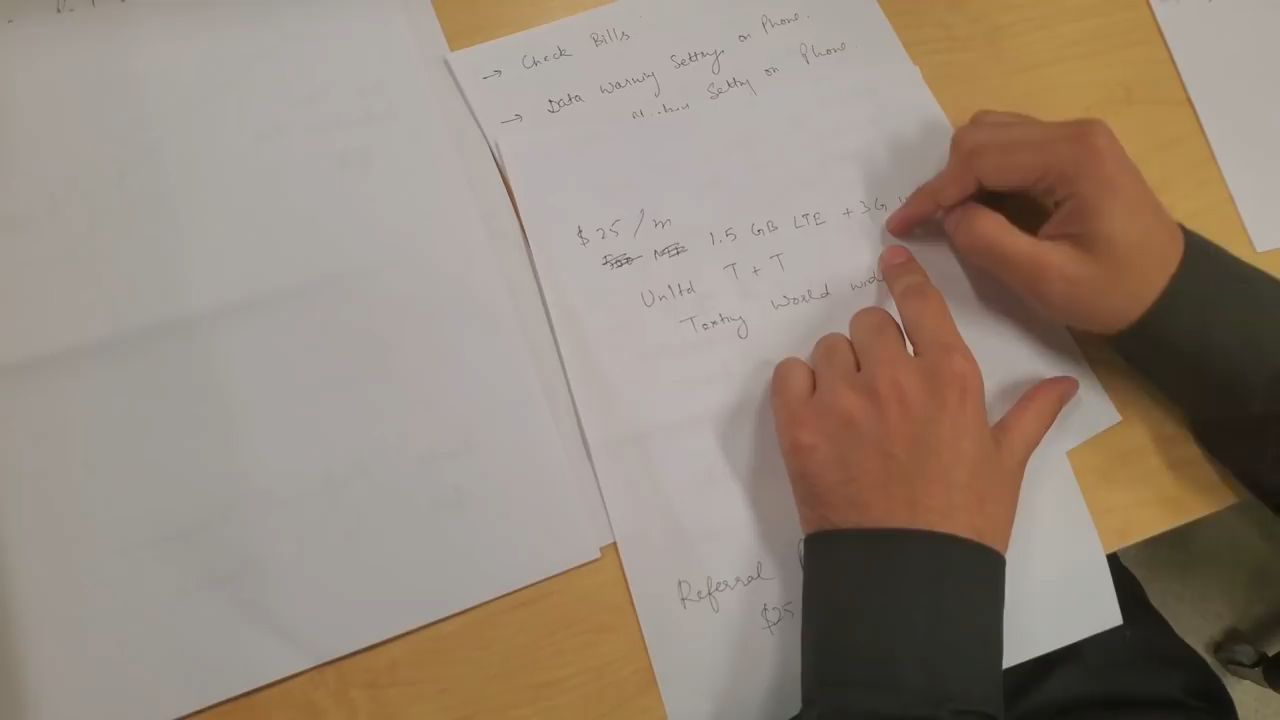 → Check Bills
→ Data Warning Setting on Phone.
Setting on Phone
$25/m
1.5 GB LTE + 3G
Unltd T + T
Texting World wide
Referral
$25